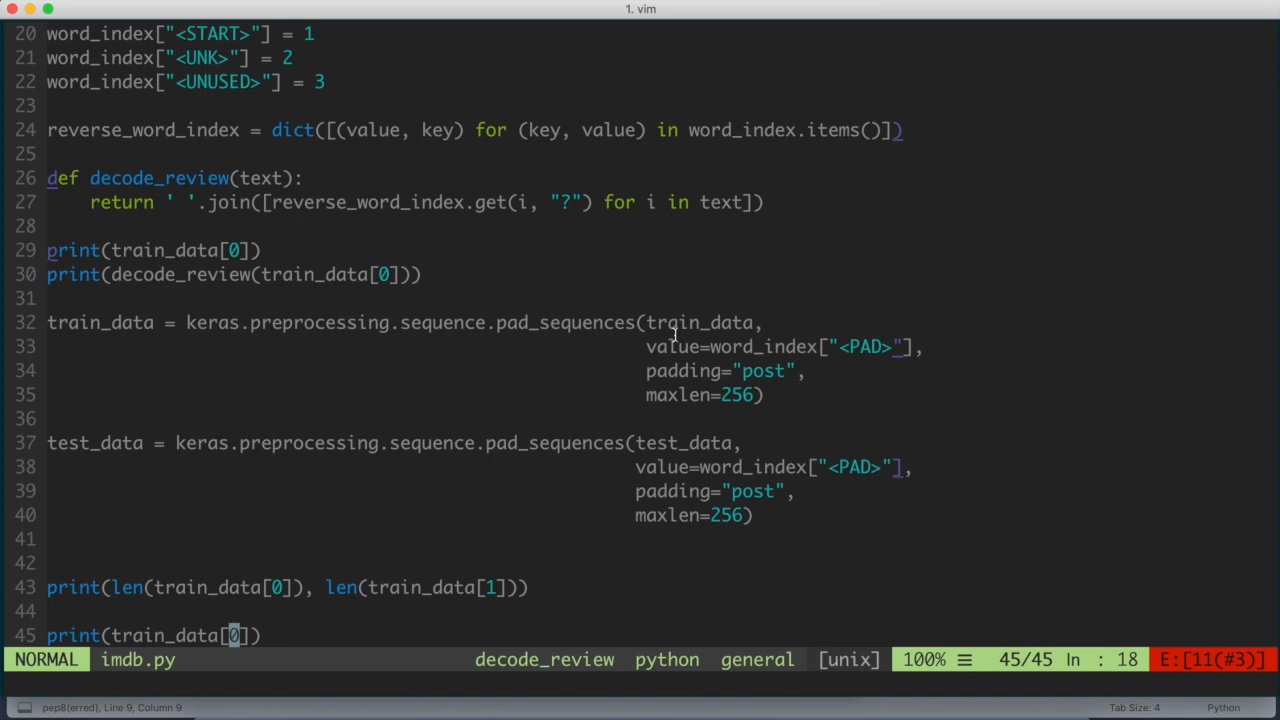 1. vim
20 word_index["<START>"] = 1
21 word_index["<UNK>"] = 2
22 word_index["<UNUSED>"] = 3
23
24 reverse_word_index = dict([(value, key) for (key, value) in word_index.items()])
25
26 def decode_review(text):
27     return ' '.join([reverse_word_index.get(i, "?") for i in text])
28
29 print(train_data[0])
30 print(decode_review(train_data[0]))
31
32 train_data = keras.preprocessing.sequence.pad_sequences(train_data,
33                                                         value=word_index["<PAD>"],
34                                                         padding="post",
35                                                         maxlen=256)
36
37 test_data = keras.preprocessing.sequence.pad_sequences(test_data,
38                                                        value=word_index["<PAD>"],
39                                                        padding="post",
40                                                        maxlen=256)
41
42
43 print(len(train_data[0]), len(train_data[1]))
44
45 print(train_data[0])
NORMAL imdb.py decode_review python general [unix] 100% ☰ 45/45 ln : 18 E:[11(#3)]
pep8(erred), Line 9, Column 9 Tab Size: 4 Python